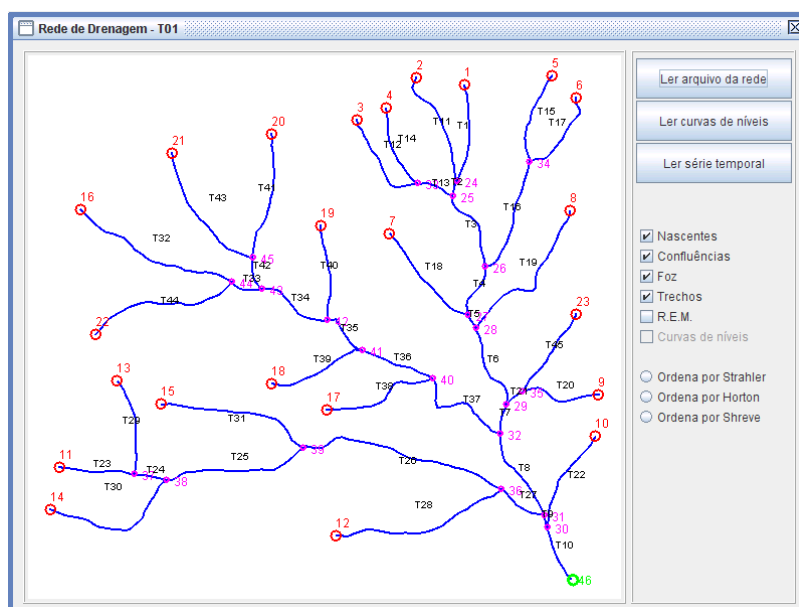 Rede de Drenagem - T01
5
2
1
6
4
3
T15
T11
T1
T17
20
T14
T12
21
34
T13
T2
24
T41
T43
25
16
8
19
T16
7
T3
T32
45
T40
T18
T19
26
T42
T4
44
43
T44
T34
T5
23
22
42
28
T35
T45
41
T6
T39
T36
13
18
40
35
T38
T20
9
15
17
T37
29
T7
T31
T29
32
10
39
11
T23
T24
T25
T26
T8
T30
38
T22
36
T27
14
T28
12
31
30
T10
46
Ler arquivo da rede
Ler curvas de níveis
Ler série temporal
Nascentes
Confluências
Foz
Trechos
R.E.M.
Curvas de níveis
Ordena por Strahler
Ordena por Horton
Ordena por Shreve